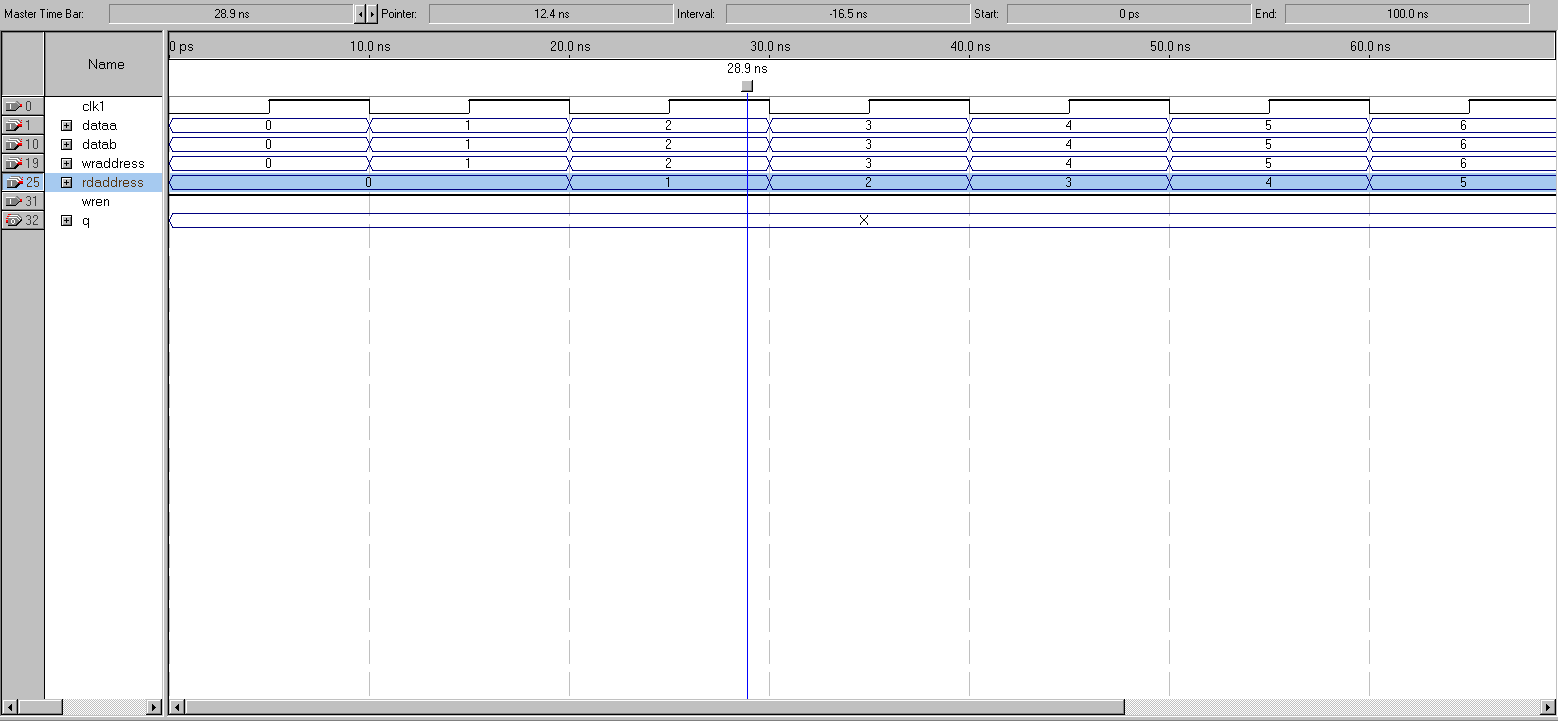 Master Time Bar: 28.9 ns Pointer: 12.4 ns Interval: -16.5 ns Start: 0 ps End: 100.0 ns
Name 0 ps 10.0 ns 20.0 ns 30.0 ns 40.0 ns 50.0 ns 60.0 ns
28.9 ns
0 clk1
1 dataa 0 1 2 3 4 5 6
10 datab 0 1 2 3 4 5 6
19 wraddress 0 1 2 3 4 5 6
25 rdaddress 0 1 2 3 4 5
31 wren
32 q X